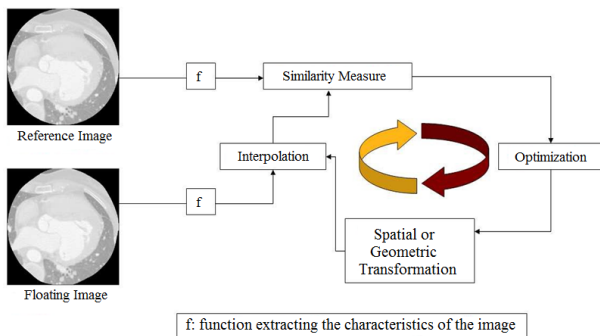 f
Similarity Measure
Reference Image
Interpolation
Optimization
f
Spatial or
Geometric
Transformation
Floating Image
f: function extracting the characteristics of the image